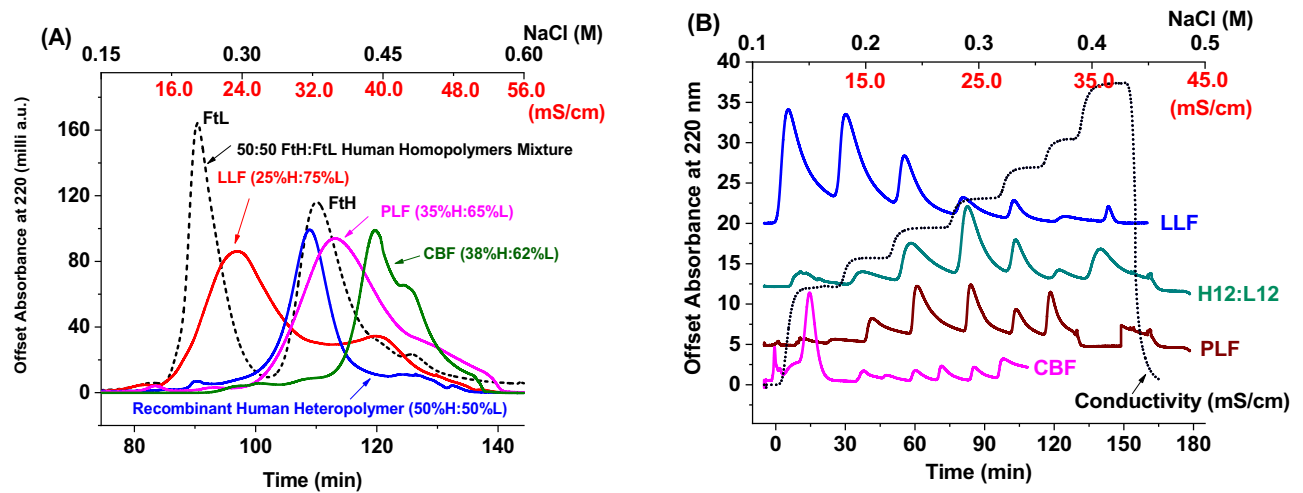 (A)
NaCl (M)
0.15 0.30 0.45 0.60
16.0 24.0 32.0 40.0 48.0 56.0
(mS/cm)
FtL
50:50 FtH:FtL Human Homopolymers Mixture
LLF (25%H:75%L)
FtH
PLF (35%H:65%L)
CBF (38%H:62%L)
Recombinant Human Heteropolymer (50%H:50%L)
Offset Absorbance at 220 (milli a.u.)
160
120
80
40
0
80 100 120 140
Time (min)
(B)
NaCl (M)
0.1 0.2 0.3 0.4 0.5
15.0 25.0 35.0 45.0
(mS/cm)
Offset Absorbance at 220 nm
40
35
30
25
20
15
10
5
0
LLF
H12:L12
PLF
CBF
Conductivity (mS/cm)
0 30 60 90 120 150 180
Time (min)